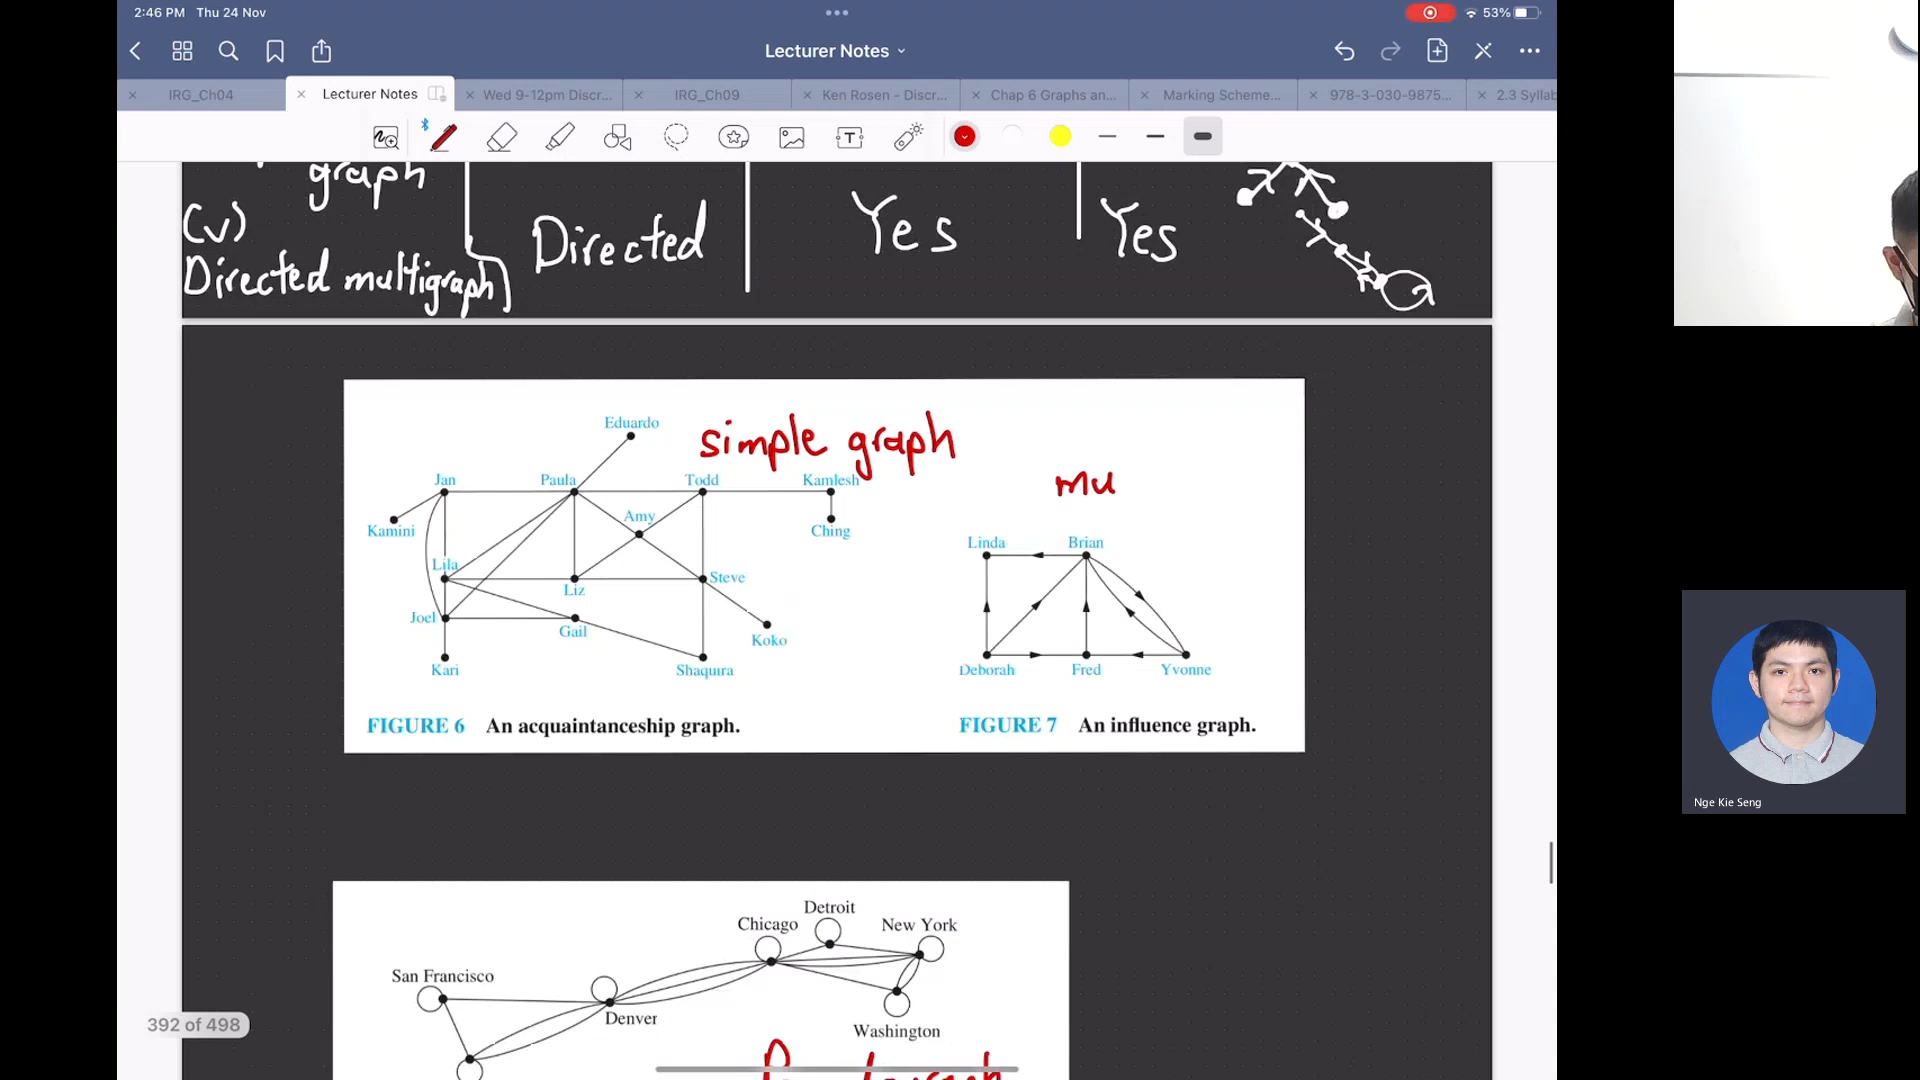 2:46 PM Thu 24 Nov
53%
Lecturer Notes
IRG_Ch04
Lecturer Notes
Wed 9-12pm Discr...
IRG_Ch09
Ken Rosen - Discr...
Chap 6 Graphs an...
Marking Scheme...
978-3-030-9875...
2.3 Syllab
graph
(v)
Directed multigraph
Directed
Yes
Yes
simple graph
Eduardo
Jan
Paula
Todd
Kamlesh
Amy
Kamini
Ching
Lila
Liz
Steve
Joel
Gail
Koko
Kari
Shaquira
FIGURE 6 An acquaintanceship graph.
mu
Linda
Brian
Deborah
Fred
Yvonne
FIGURE 7 An influence graph.
Detroit
Chicago
New York
San Francisco
Denver
Washington
392 of 498
Nge Kie Seng